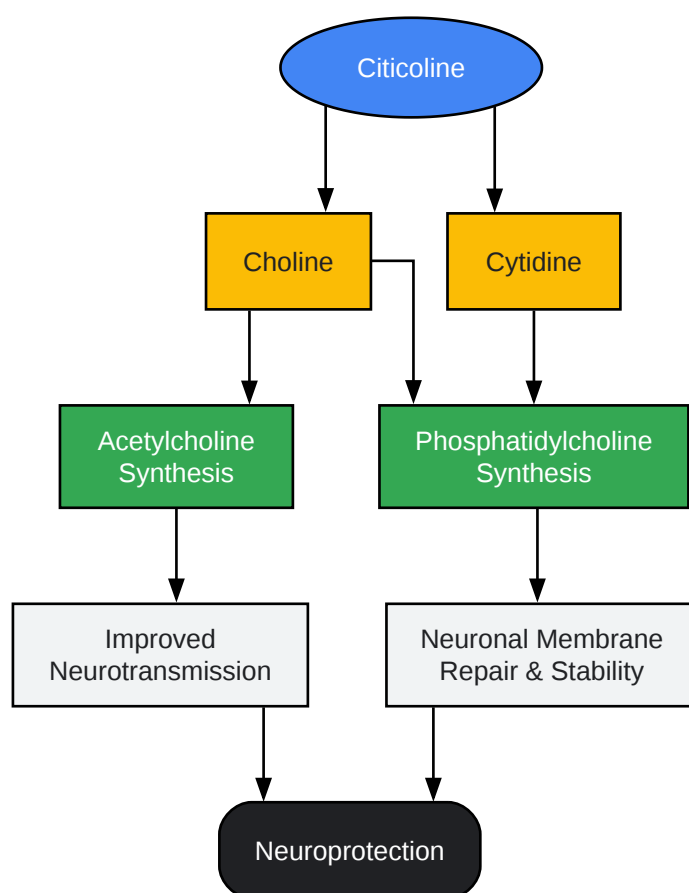 Citicoline
Choline
Cytidine
Acetylcholine
Synthesis
Phosphatidylcholine
Synthesis
Improved
Neurotransmission
Neuronal Membrane
Repair & Stability
Neuroprotection